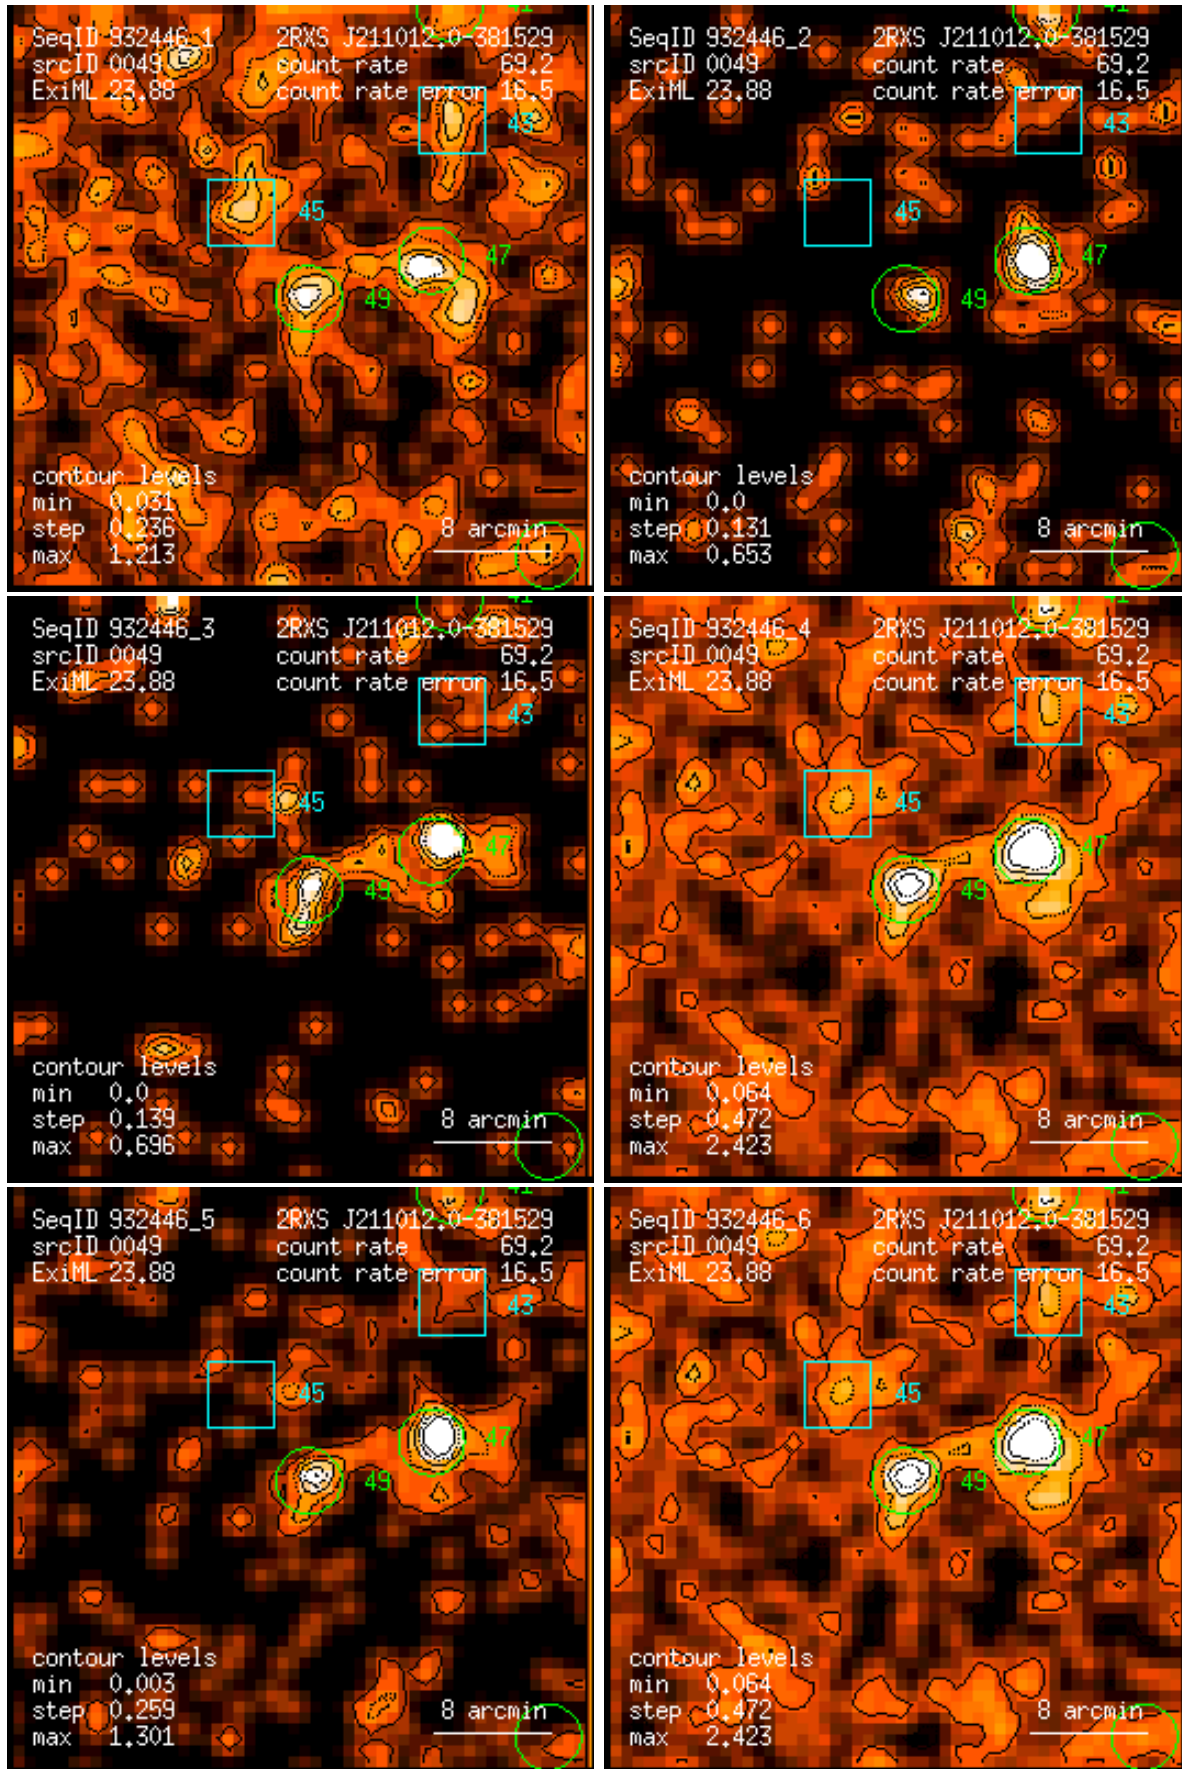 41
SeqID 932446_1 2RXS J211012.0-381529
srcID 0049 count rate 69.2
ExiML 23.88 count rate error 16.5
43
45
47
49
contour levels
min 0.031
step 0.236
max 1.213
8 arcmin
41
SeqID 932446_2 2RXS J211012.0-381529
srcID 0049 count rate 69.2
ExiML 23.88 count rate error 16.5
43
45
47
49
contour levels
min 0.0
step 0.131
max 0.653
8 arcmin
41
SeqID 932446_3 2RXS J211012.0-381529
srcID 0049 count rate 69.2
ExiML 23.88 count rate error 16.5
43
45
47
49
contour levels
min 0.0
step 0.139
max 0.696
8 arcmin
41
SeqID 932446_4 2RXS J211012.0-381529
srcID 0049 count rate 69.2
ExiML 23.88 count rate error 16.5
43
45
47
49
contour levels
min 0.064
step 0.472
max 2.423
8 arcmin
41
SeqID 932446_5 2RXS J211012.0-381529
srcID 0049 count rate 69.2
ExiML 23.88 count rate error 16.5
43
45
47
49
contour levels
min 0.003
step 0.259
max 1.301
8 arcmin
41
SeqID 932446_6 2RXS J211012.0-381529
srcID 0049 count rate 69.2
ExiML 23.88 count rate error 16.5
43
45
47
49
contour levels
min 0.064
step 0.472
max 2.423
8 arcmin